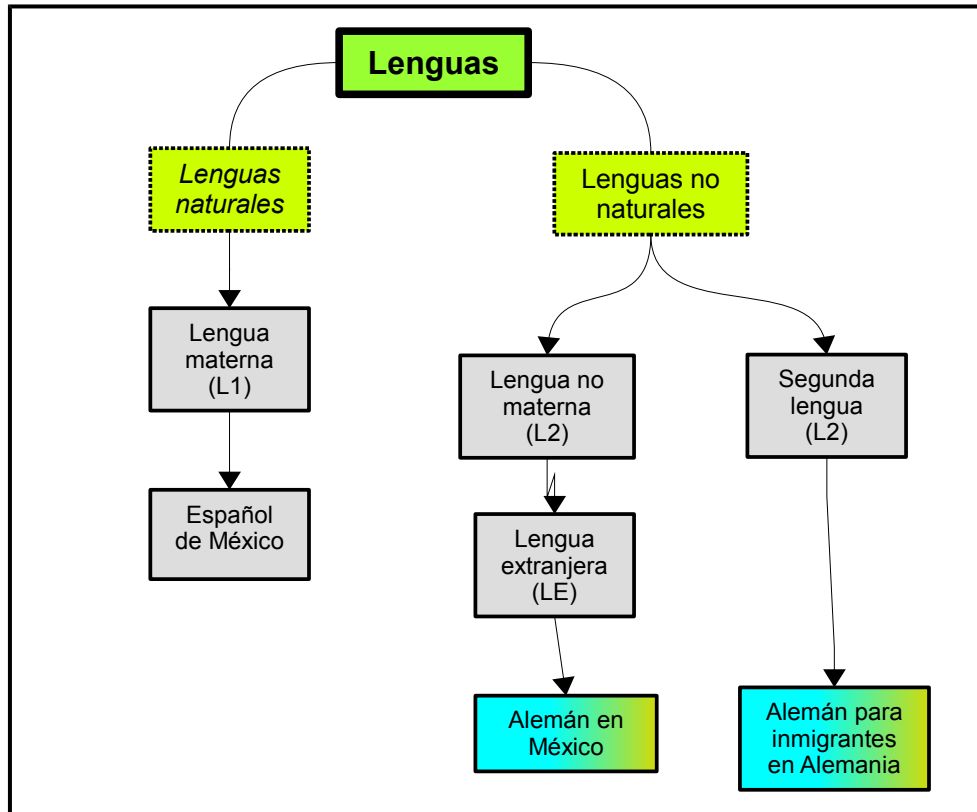 Lenguas
Lenguas
naturales
Lenguas no
naturales
Lengua
materna
(L1)
Lengua no
materna
(L2)
Segunda
lengua
(L2)
Español
de México
Lengua
extranjera
(LE)
Alemán en
México
Alemán para
inmigrantes
en Alemania